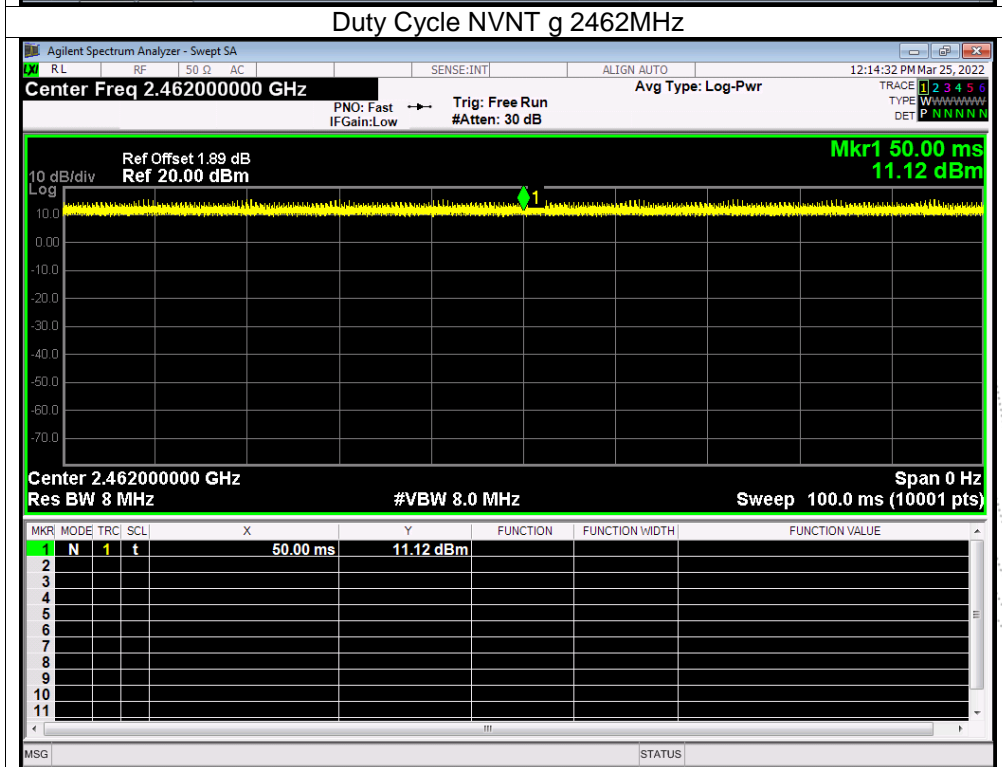 Duty Cycle NVNT g 2462MHz
Agilent Spectrum Analyzer - Swept SA
LXI RL RF 50 Ω AC SENSE:INT ALIGN AUTO 12:14:32 PM Mar 25, 2022
Center Freq 2.462000000 GHz Avg Type: Log-Pwr TRACE 1 2 3 4 5 6
PNO: Fast Trig: Free Run TYPE WWWWWW
IFGain:Low #Atten: 30 dB DET P N N N N N
Mkr1 50.00 ms
Ref Offset 1.89 dB
10 dB/div Ref 20.00 dBm 11.12 dBm
Log
1
10.0
0.00
-10.0
-20.0
-30.0
-40.0
-50.0
-60.0
-70.0
Center 2.462000000 GHz Span 0 Hz
Res BW 8 MHz #VBW 8.0 MHz Sweep 100.0 ms (10001 pts)
MKR MODE TRC SCL X Y FUNCTION FUNCTION WIDTH FUNCTION VALUE
1 N 1 t 50.00 ms 11.12 dBm
2
3
4
5
6
7
8
9
10
11
MSG STATUS